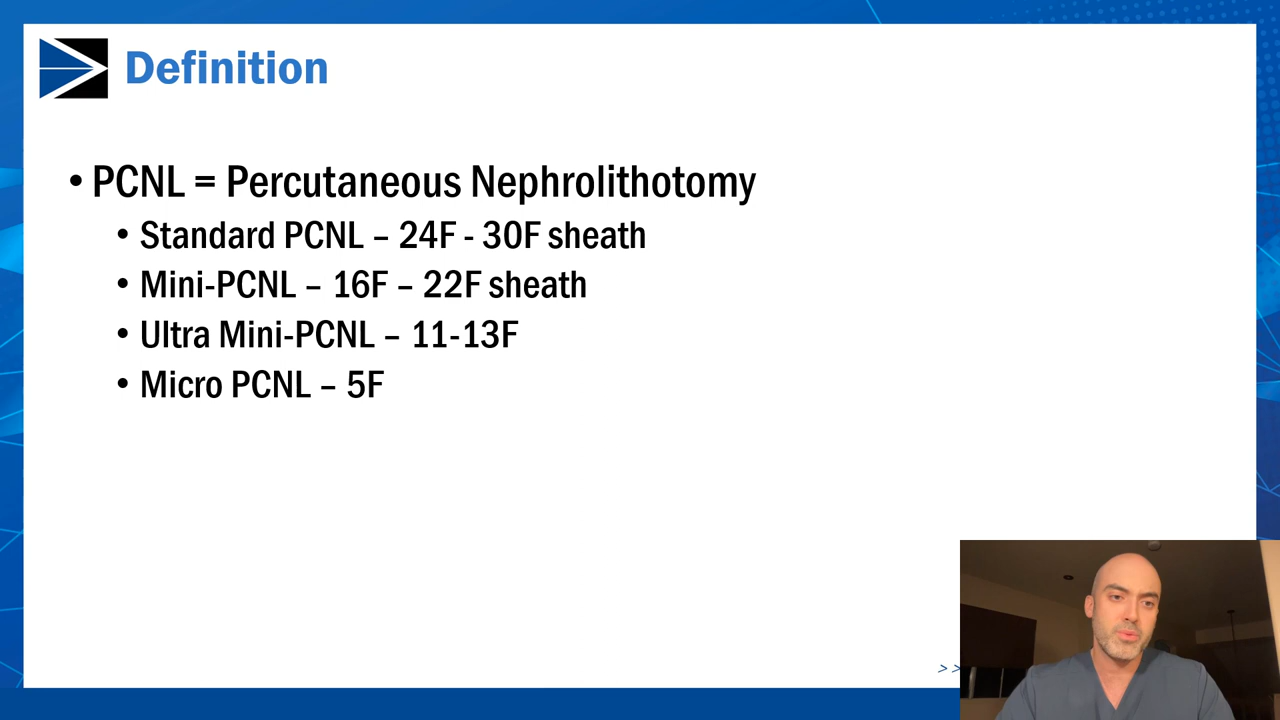 Definition
• PCNL = Percutaneous Nephrolithotomy
• Standard PCNL – 24F - 30F sheath
• Mini-PCNL – 16F – 22F sheath
• Ultra Mini-PCNL – 11-13F
• Micro PCNL – 5F
>>